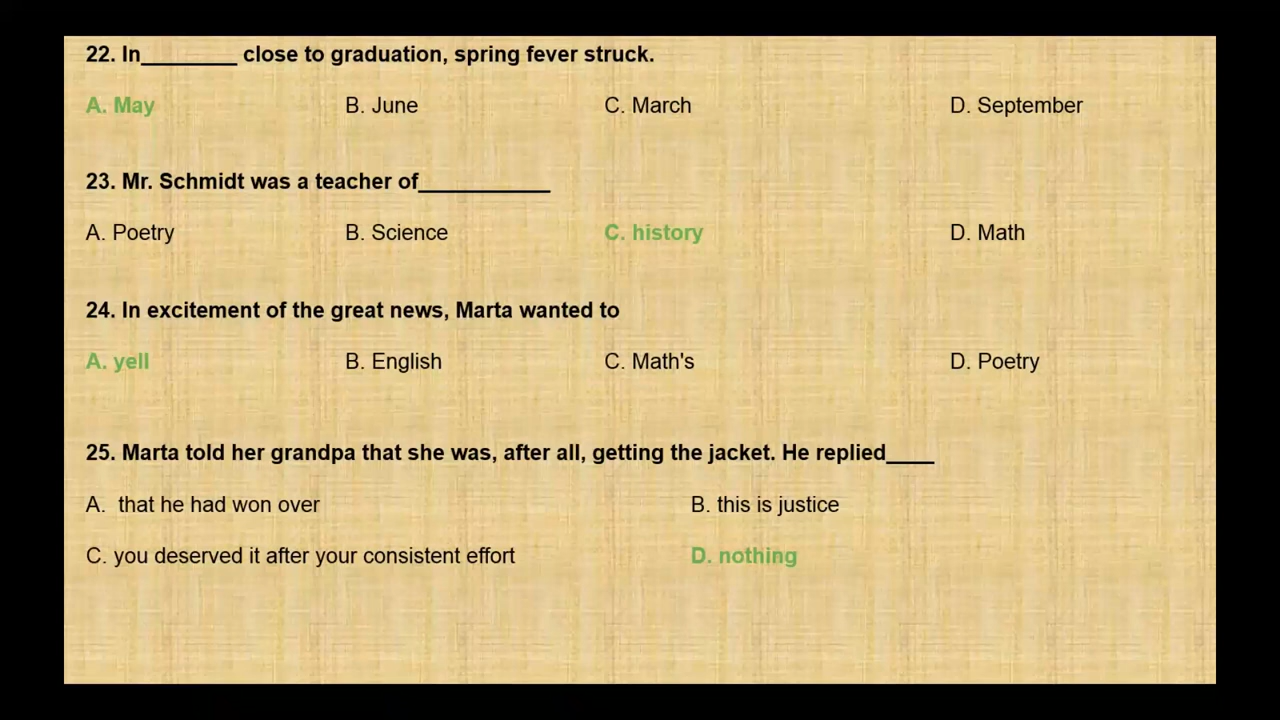 22. In________ close to graduation, spring fever struck.
A. May B. June C. March D. September
23. Mr. Schmidt was a teacher of___________
A. Poetry B. Science C. history D. Math
24. In excitement of the great news, Marta wanted to
A. yell B. English C. Math's D. Poetry
25. Marta told her grandpa that she was, after all, getting the jacket. He replied____
A. that he had won over B. this is justice
C. you deserved it after your consistent effort D. nothing